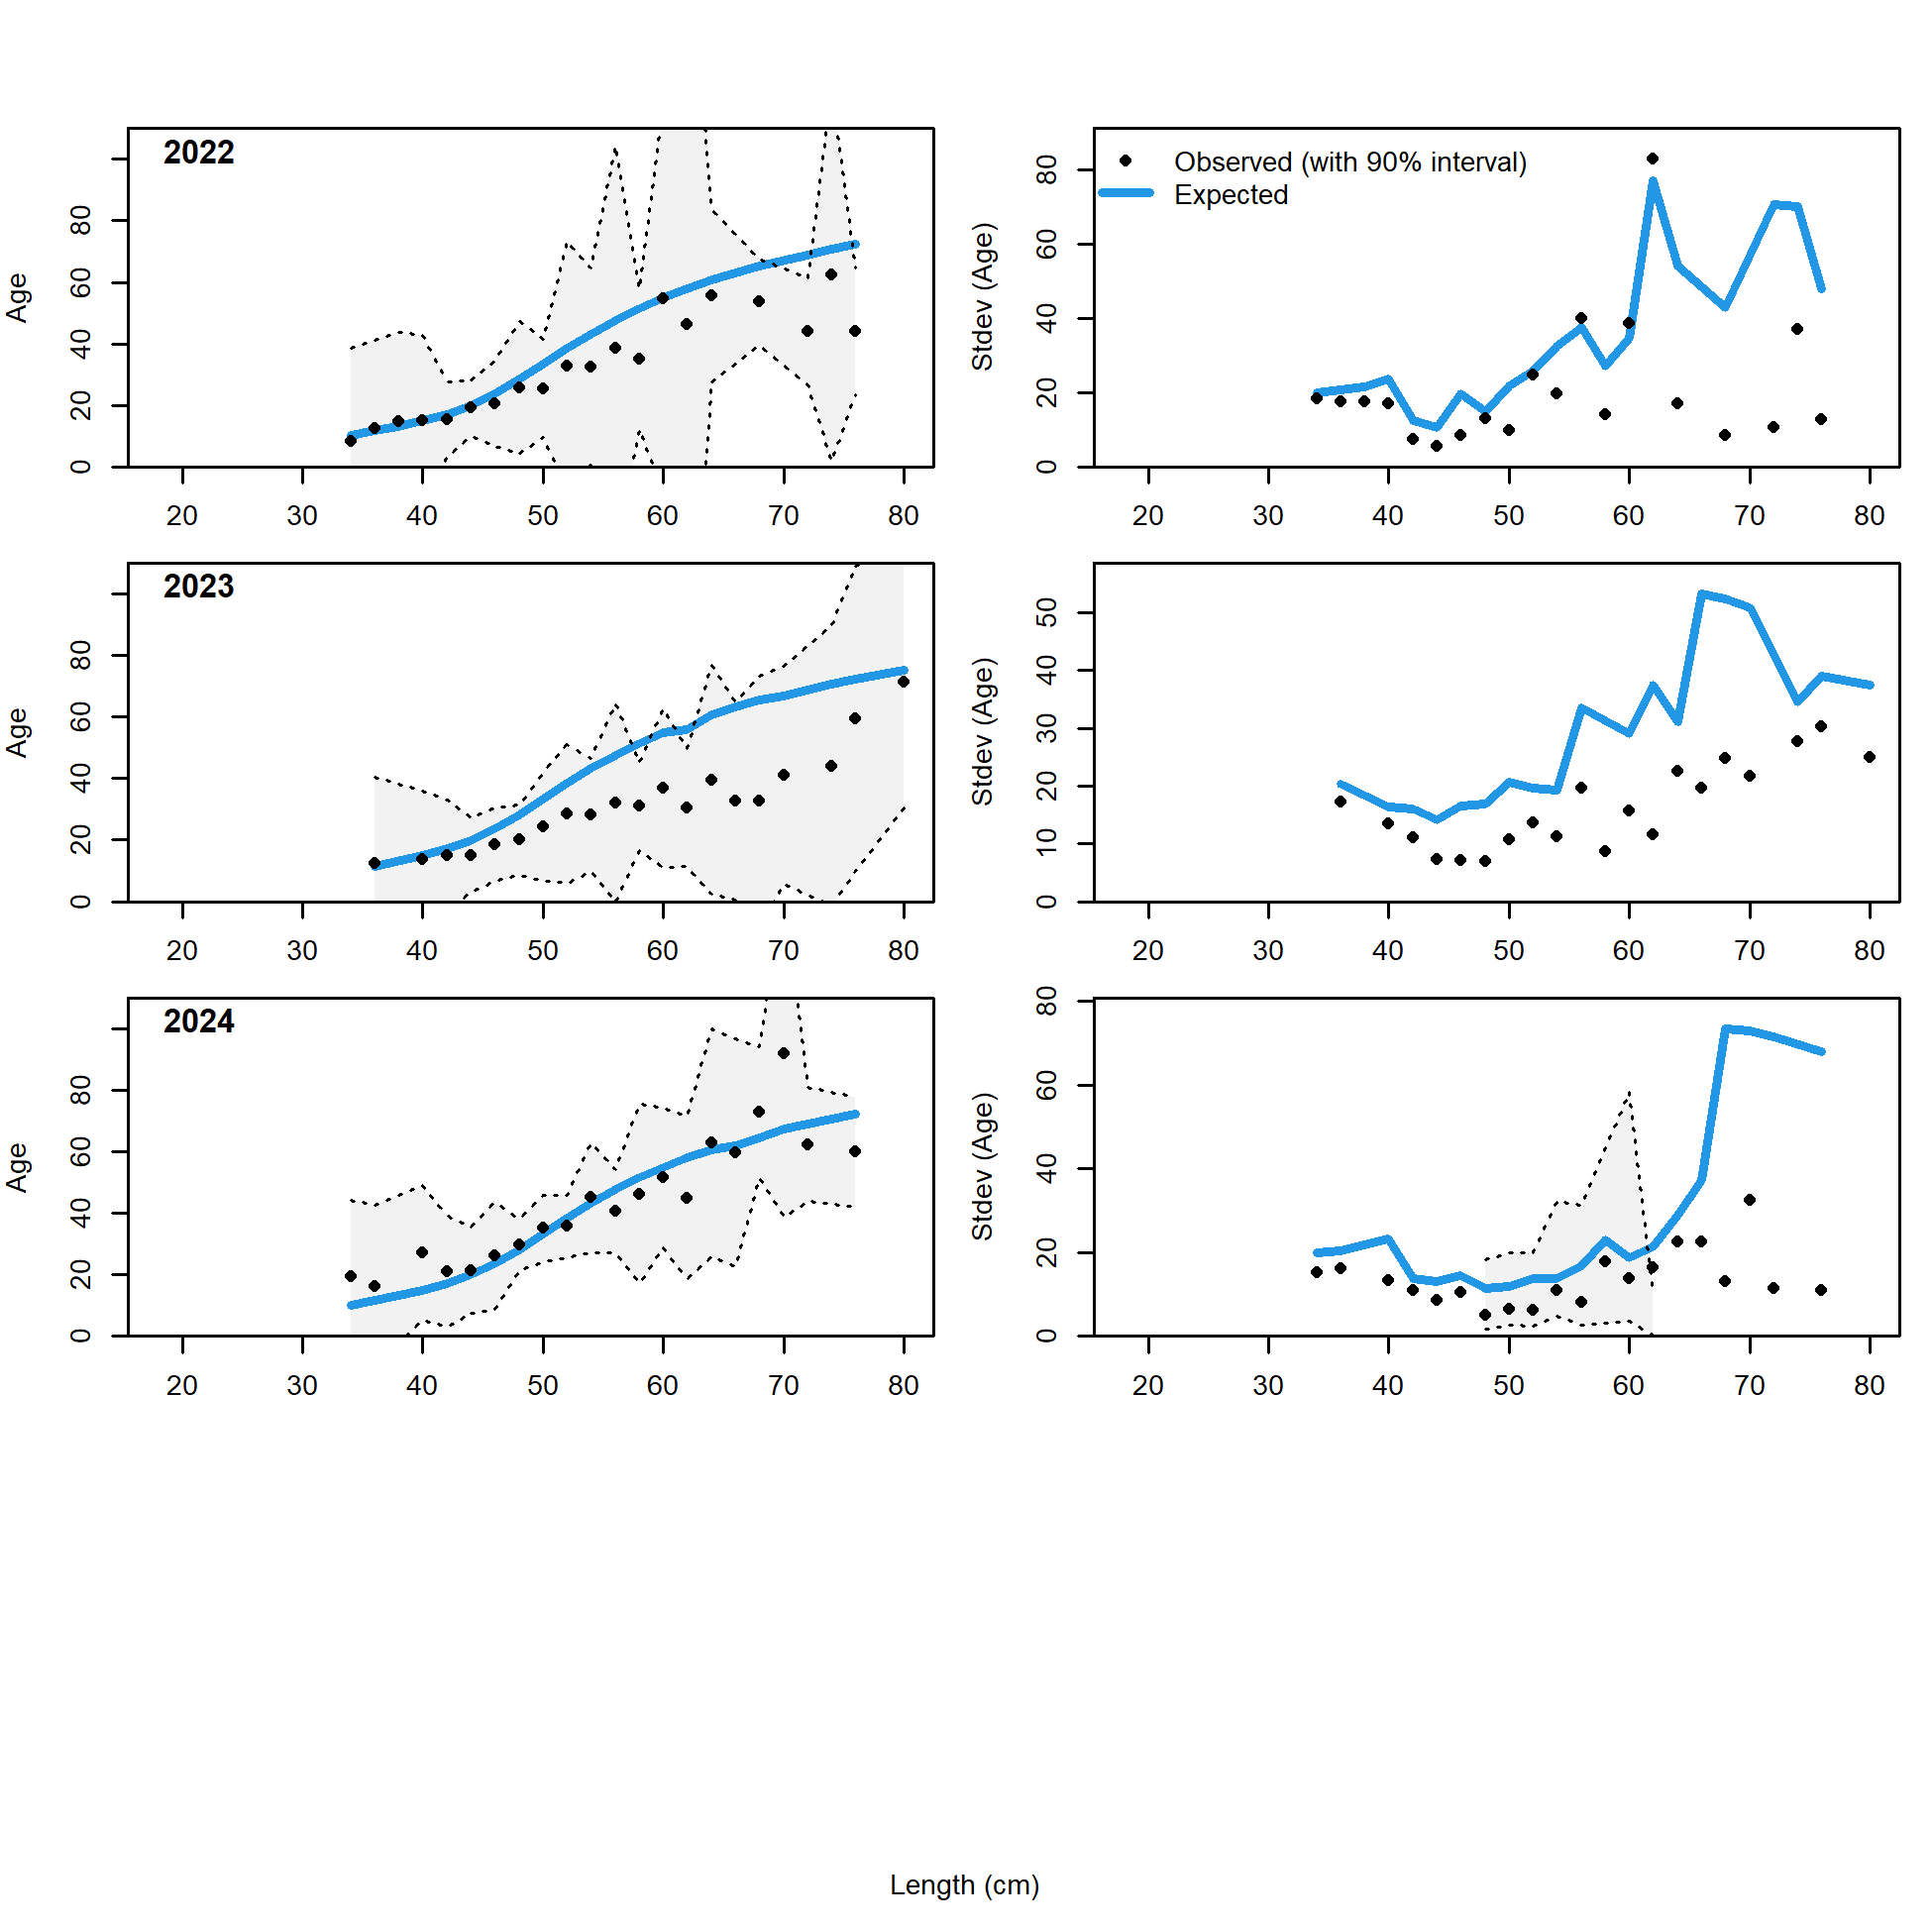 2022
Age
0 20 40 60 80
20 30 40 50 60 70 80
Observed (with 90% interval)
Expected
Stdev (Age)
0 20 40 60 80
20 30 40 50 60 70 80
2023
Age
0 20 40 60 80
20 30 40 50 60 70 80
Stdev (Age)
0 10 20 30 40 50
20 30 40 50 60 70 80
2024
Age
0 20 40 60 80
20 30 40 50 60 70 80
Stdev (Age)
0 20 40 60 80
20 30 40 50 60 70 80
Length (cm)